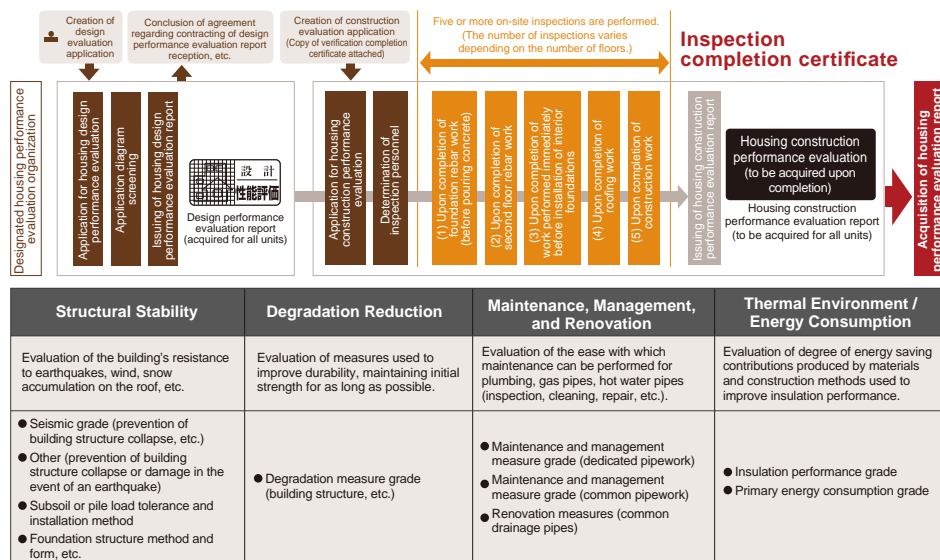 Creation of
design
evaluation
application
Conclusion of agreement
regarding contracting of design
performance evaluation report
reception, etc.
Creation of construction
evaluation application
(Copy of verification completion
certificate attached)
Five or more on-site inspections are performed.
(The number of inspections varies
depending on the number of floors.)
Inspection
completion certificate
Designated housing performance
evaluation organization
Application for housing design
performance evaluation
Application diagram
screening
Issuing of housing design
performance evaluation report
設計
性能評価
Design performance
evaluation report
(acquired for all units)
Application for housing
construction performance
evaluation
Determination of
inspection personnel
(1) Upon completion of
foundation rear work
(before pouring concrete)
(2) Upon completion of
second floor rebar work
(3) Upon completion of
work performed immediately
before installation of interior
foundations
(4) Upon completion of
roofing work
(5) Upon completion of
construction work
Issuing of housing construction
performance evaluation report
Housing construction
performance evaluation
(to be acquired upon
completion)
Housing construction
performance evaluation report
(to be acquired for all units)
Acquisition of housing
performance evaluation report
Structural Stability
Degradation Reduction
Maintenance, Management,
and Renovation
Thermal Environment /
Energy Consumption
Evaluation of the building's resistance
to earthquakes, wind, snow
accumulation on the roof, etc.
Evaluation of measures used to
improve durability, maintaining initial
strength for as long as possible.
Evaluation of the ease with which
maintenance can be performed for
plumbing, gas pipes, hot water pipes
(inspection, cleaning, repair, etc.).
Evaluation of degree of energy saving
contributions produced by materials
and construction methods used to
improve insulation performance.
● Seismic grade (prevention of
building structure collapse, etc.)
● Other (prevention of building
structure collapse or damage in the
event of an earthquake)
● Subsoil or pile load tolerance and
installation method
● Foundation structure method and
form, etc.
● Degradation measure grade
(building structure, etc.)
● Maintenance and management
measure grade (dedicated pipework)
● Maintenance and management
measure grade (common pipework)
● Renovation measures (common
drainage pipes)
● Insulation performance grade
● Primary energy consumption grade